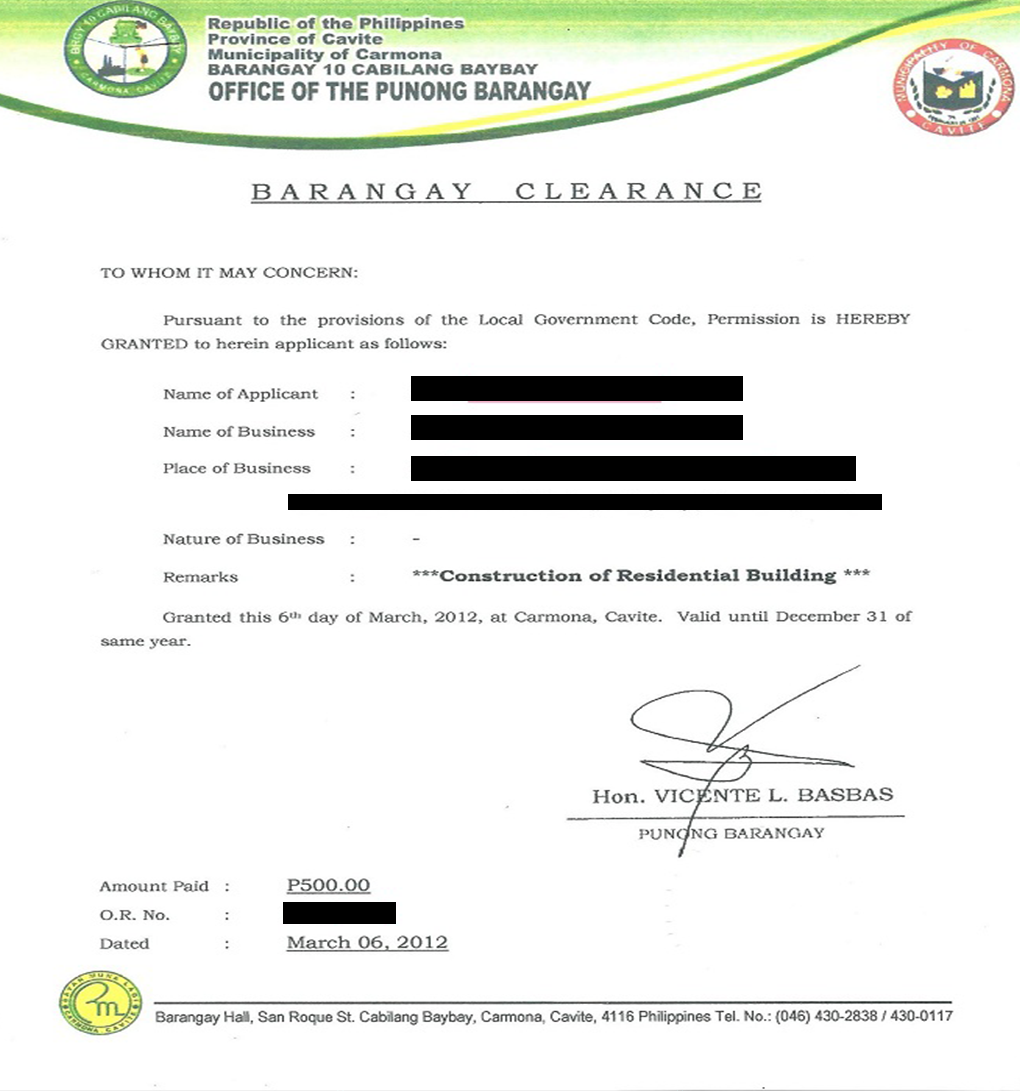 BRGY 10 CABILANG BAYBAY
CARMONA, CAVITE
Republic of the Philippines
Province of Cavite
Municipality of Carmona
BARANGAY 10 CABILANG BAYBAY
OFFICE OF THE PUNONG BARANGAY
MUNICIPALITY OF CARMONA
CAVITE
BARANGAY CLEARANCE
TO WHOM IT MAY CONCERN:
Pursuant to the provisions of the Local Government Code, Permission is HEREBY
GRANTED to herein applicant as follows:
Name of Applicant :
Name of Business :
Place of Business :
Nature of Business : -
Remarks : ***Construction of Residential Building ***
Granted this 6th day of March, 2012, at Carmona, Cavite. Valid until December 31 of
same year.
Hon. VICENTE L. BASBAS
PUNONG BARANGAY
Amount Paid : P500.00
O.R. No. :
Dated : March 06, 2012
BAYAN MUNA LAGI
CARMONA CAVITE
Barangay Hall, San Roque St. Cabilang Baybay, Carmona, Cavite, 4116 Philippines Tel. No.: (046) 430-2838 / 430-0117